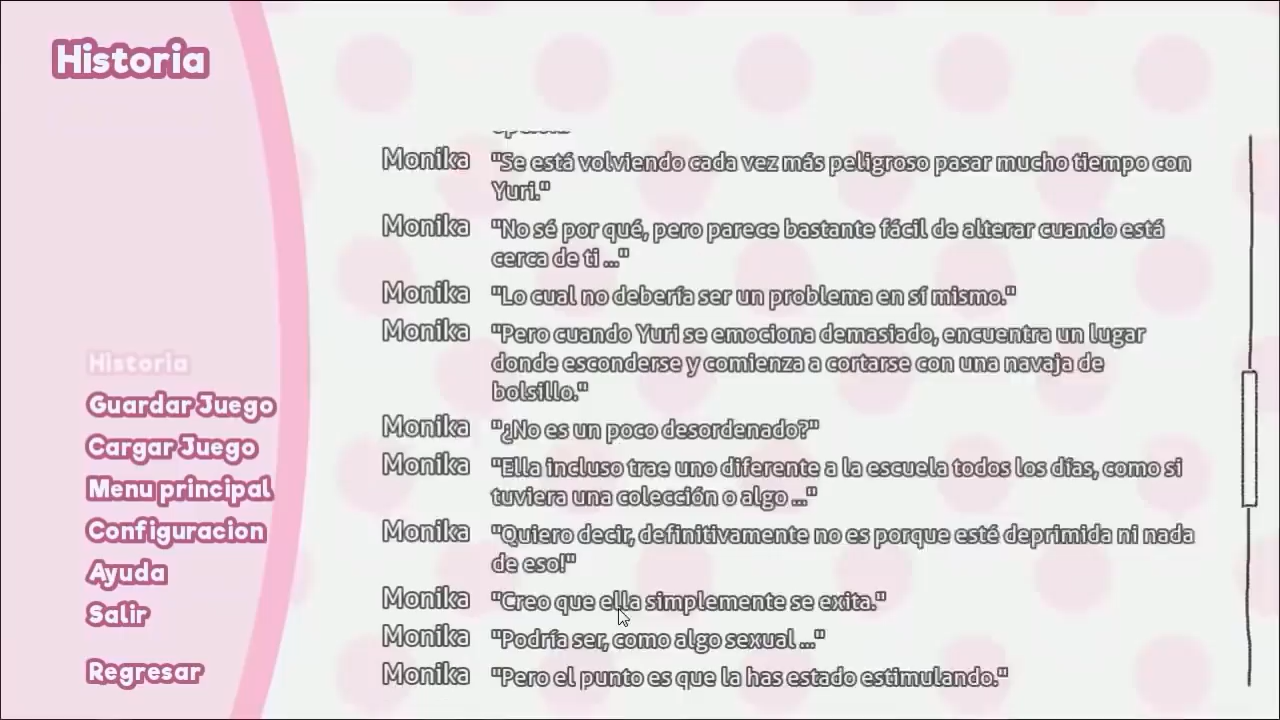 Historia
Monika "Se está volviendo cada vez más peligroso pasar mucho tiempo con
Yuri."
Monika "No sé por qué, pero parece bastante fácil de alterar cuando está
cerca de ti ..."
Monika "Lo cual no debería ser un problema en sí mismo."
Monika "Pero cuando Yuri se emociona demasiado, encuentra un lugar
donde esconderse y comienza a cortarse con una navaja de
bolsillo."
Monika "¿No es un poco desordenado?"
Monika "Ella incluso trae uno diferente a la escuela todos los días, como si
tuviera una colección o algo ..."
Monika "Quiero decir, definitivamente no es porque esté deprimida ni nada
de eso!"
Monika "Creo que ella simplemente se exita."
Monika "Podría ser, como algo sexual ..."
Monika "Pero el punto es que la has estado estimulando."
Historia
Guardar Juego
Cargar Juego
Menu principal
Configuracion
Ayuda
Salir
Regresar